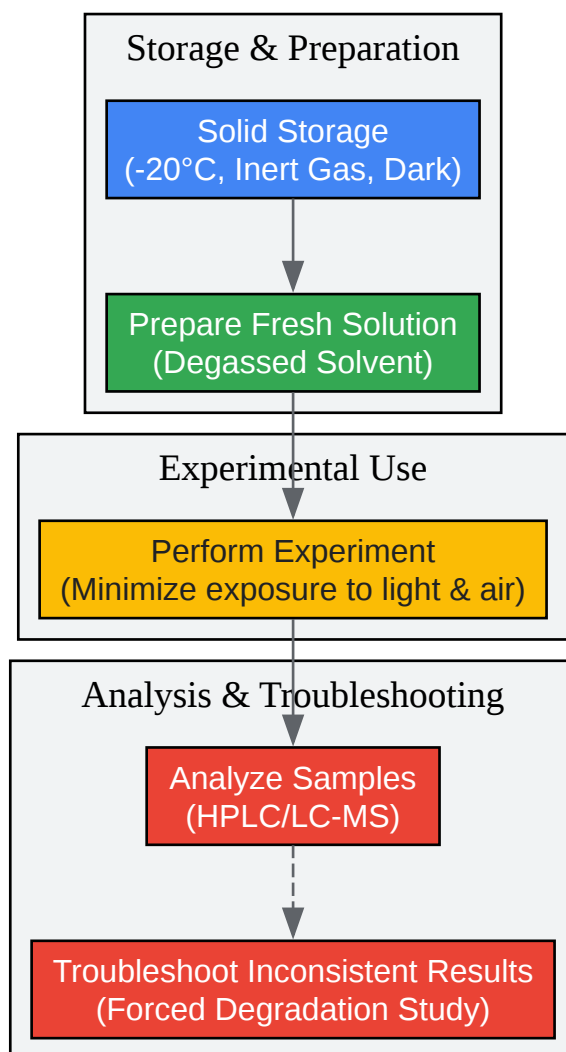 Storage & Preparation
Solid Storage
(-20°C, Inert Gas, Dark)
Prepare Fresh Solution
(Degassed Solvent)
Experimental Use
Perform Experiment
(Minimize exposure to light & air)
Analysis & Troubleshooting
Analyze Samples
(HPLC/LC-MS)
Troubleshoot Inconsistent Results
(Forced Degradation Study)